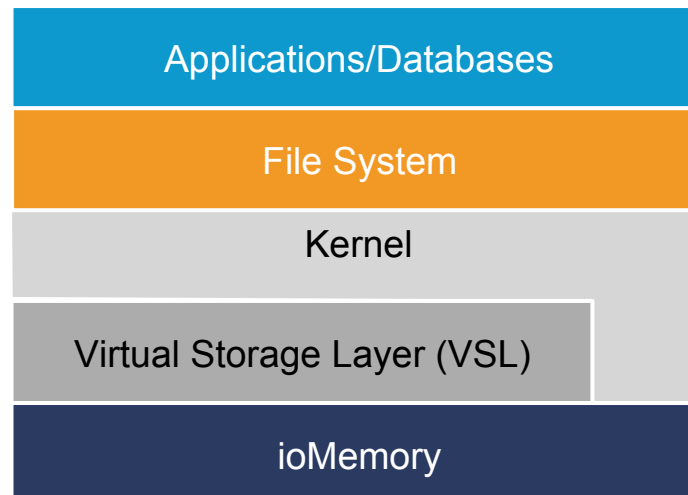 Applications/Databases
File System
Kernel
Virtual Storage Layer (VSL)
ioMemory